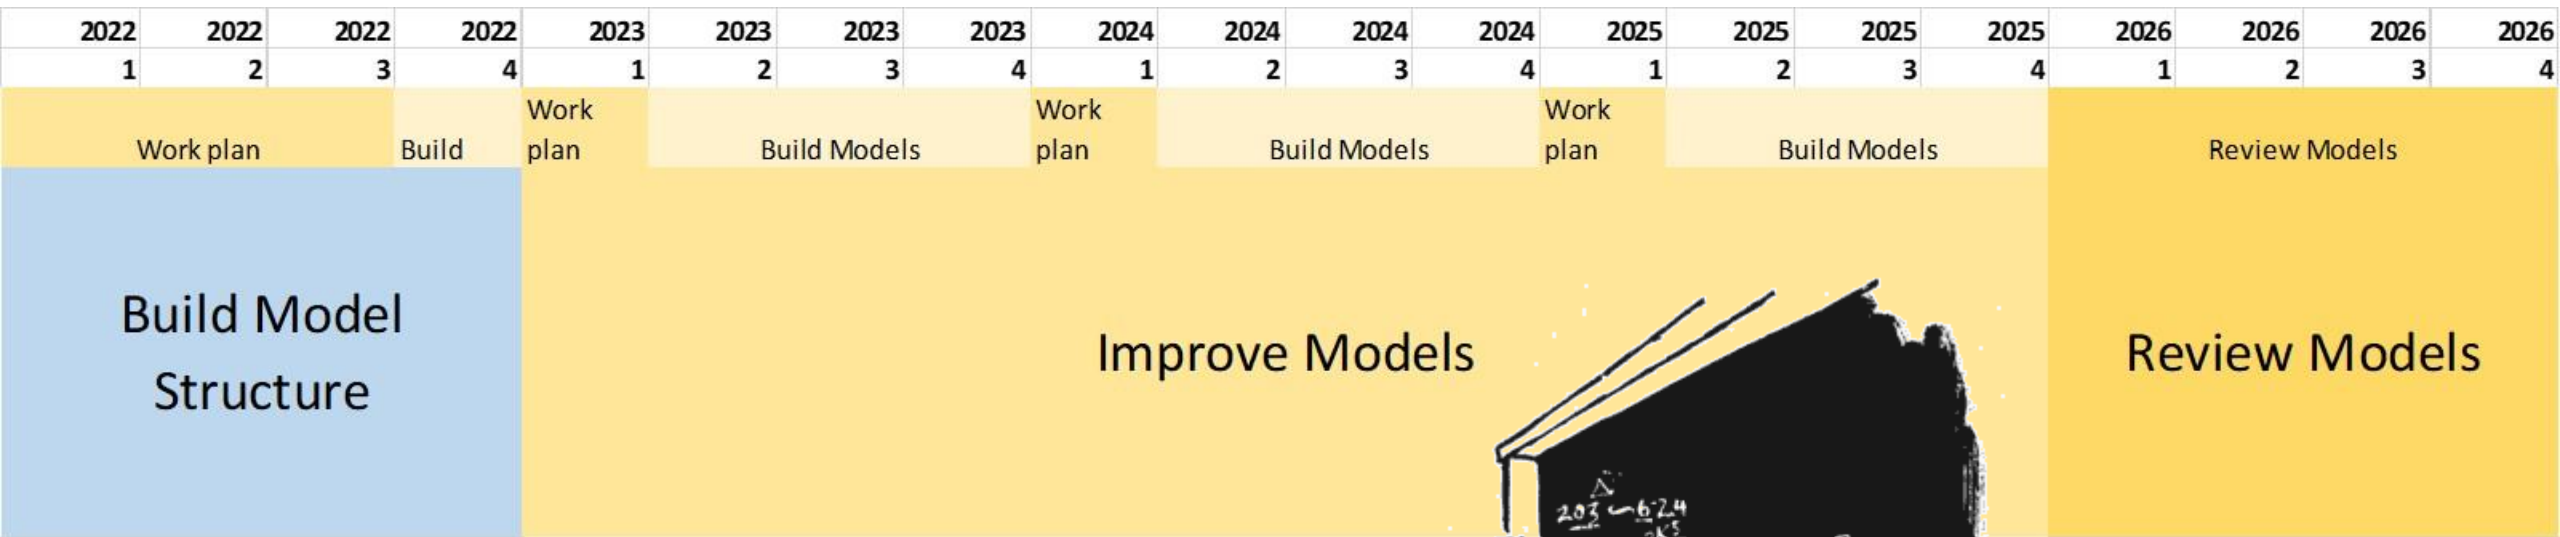 2022 2022 2022 2022 2023 2023 2023 2023 2024 2024 2024 2024 2025 2025 2025 2025 2026 2026 2026 2026
1 2 3 4 1 2 3 4 1 2 3 4 1 2 3 4 1 2 3 4
Work Work Work
Work plan Build plan Build Models plan Build Models plan Build Models Review Models
Build Model
Structure
Improve Models
Review Models